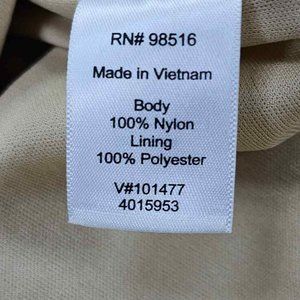 RN# 98516
Made in Vietnam
Body
100% Nylon
Lining
100% Polyester
V#101477
4015953